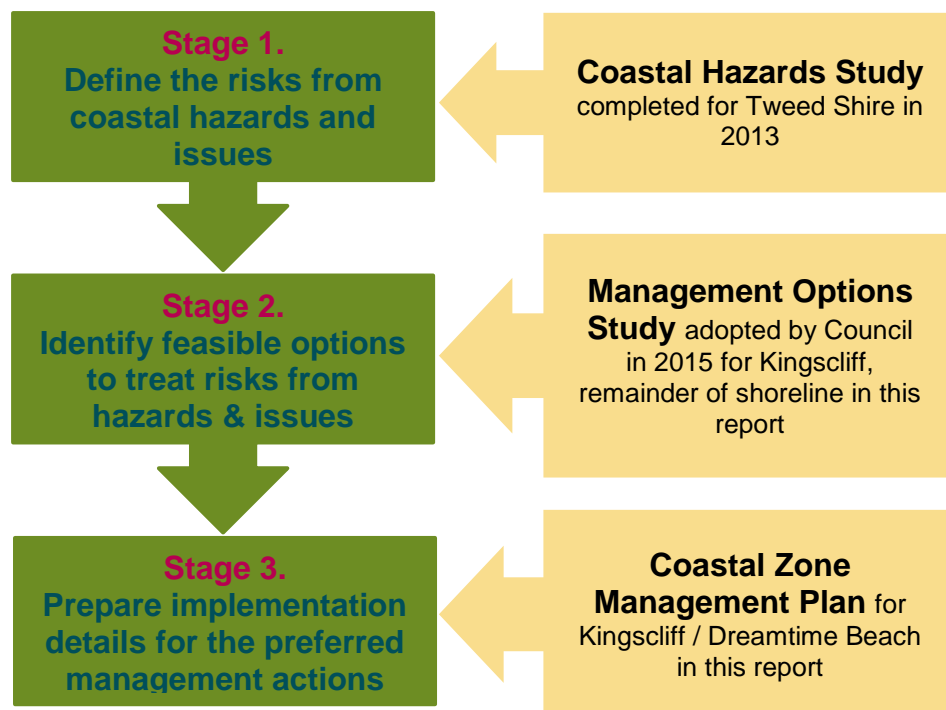 Stage 1.
Define the risks from
coastal hazards and
issues
Coastal Hazards Study
completed for Tweed Shire in
2013
Stage 2.
Identify feasible options
to treat risks from
hazards & issues
Management Options
Study adopted by Council
in 2015 for Kingscliff,
remainder of shoreline in this
report
Stage 3.
Prepare implementation
details for the preferred
management actions
Coastal Zone
Management Plan for
Kingscliff / Dreamtime Beach
in this report